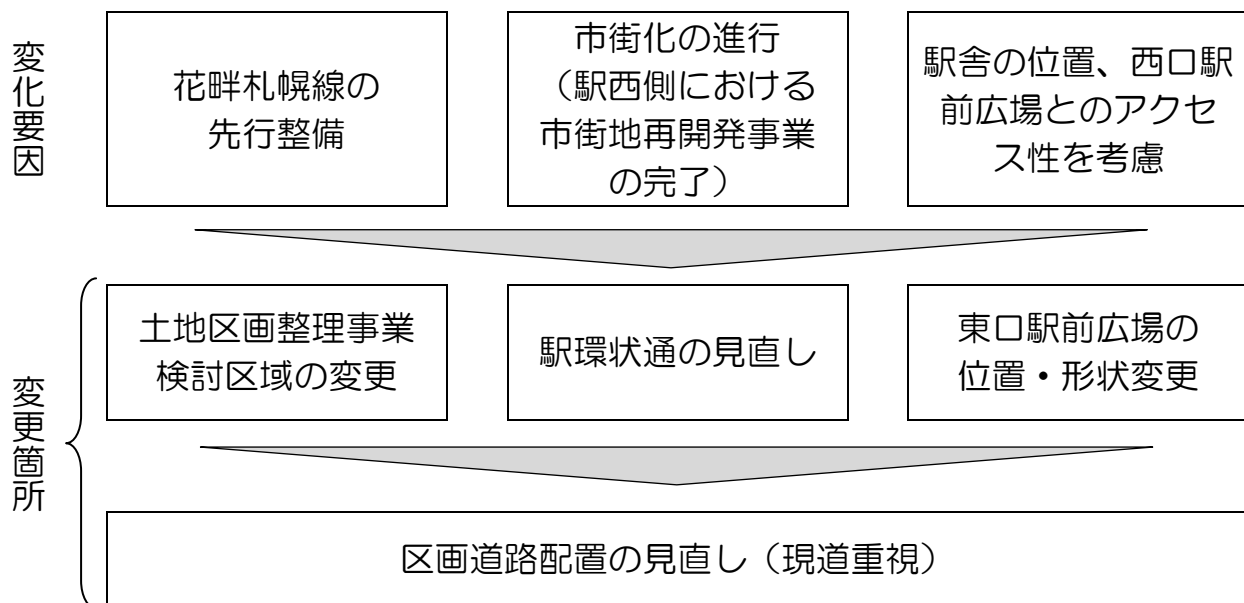 変化要因
花畔札幌線の
先行整備
市街化の進行
（駅西側における
市街地再開発事業
の完了）
駅舎の位置、西口駅
前広場とのアクセ
ス性を考慮
変更箇所
土地区画整理事業
検討区域の変更
駅環状通の見直し
東口駅前広場の
位置・形状変更
区画道路配置の見直し（現道重視）